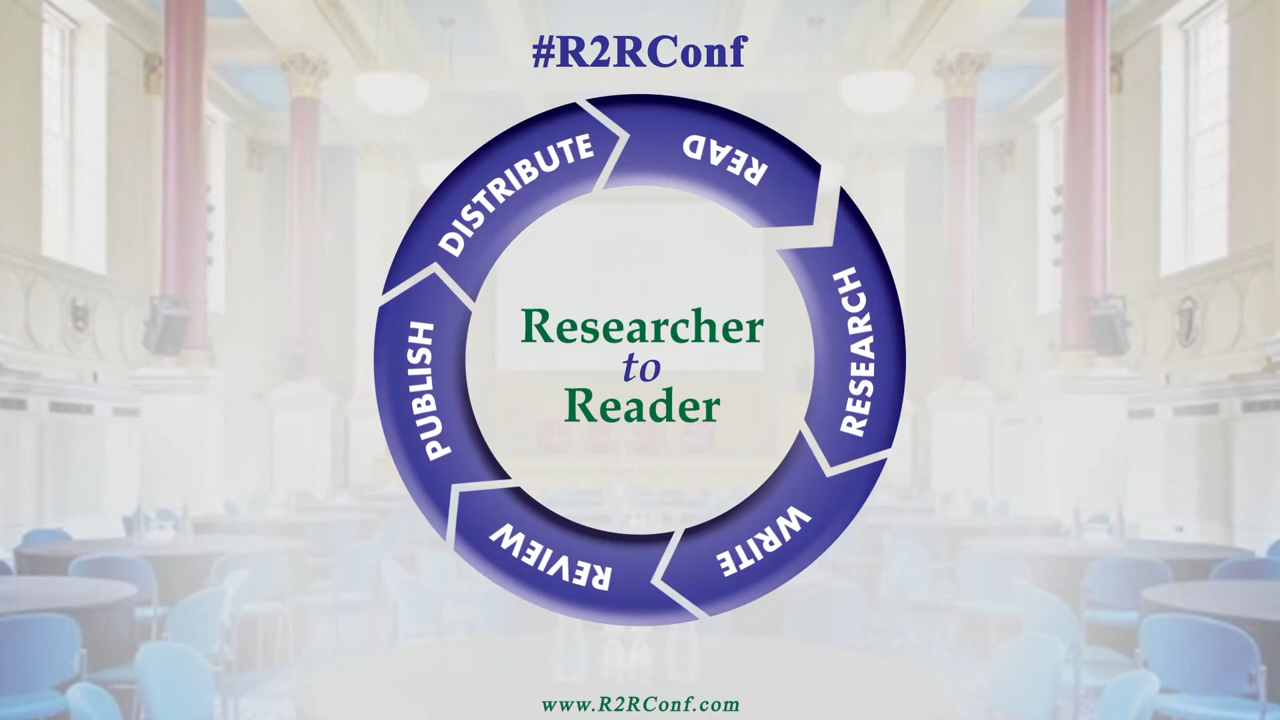 #R2RConf
READ
RESEARCH
WRITE
REVIEW
PUBLISH
DISTRIBUTE
Researcher
to
Reader
www.R2RConf.com